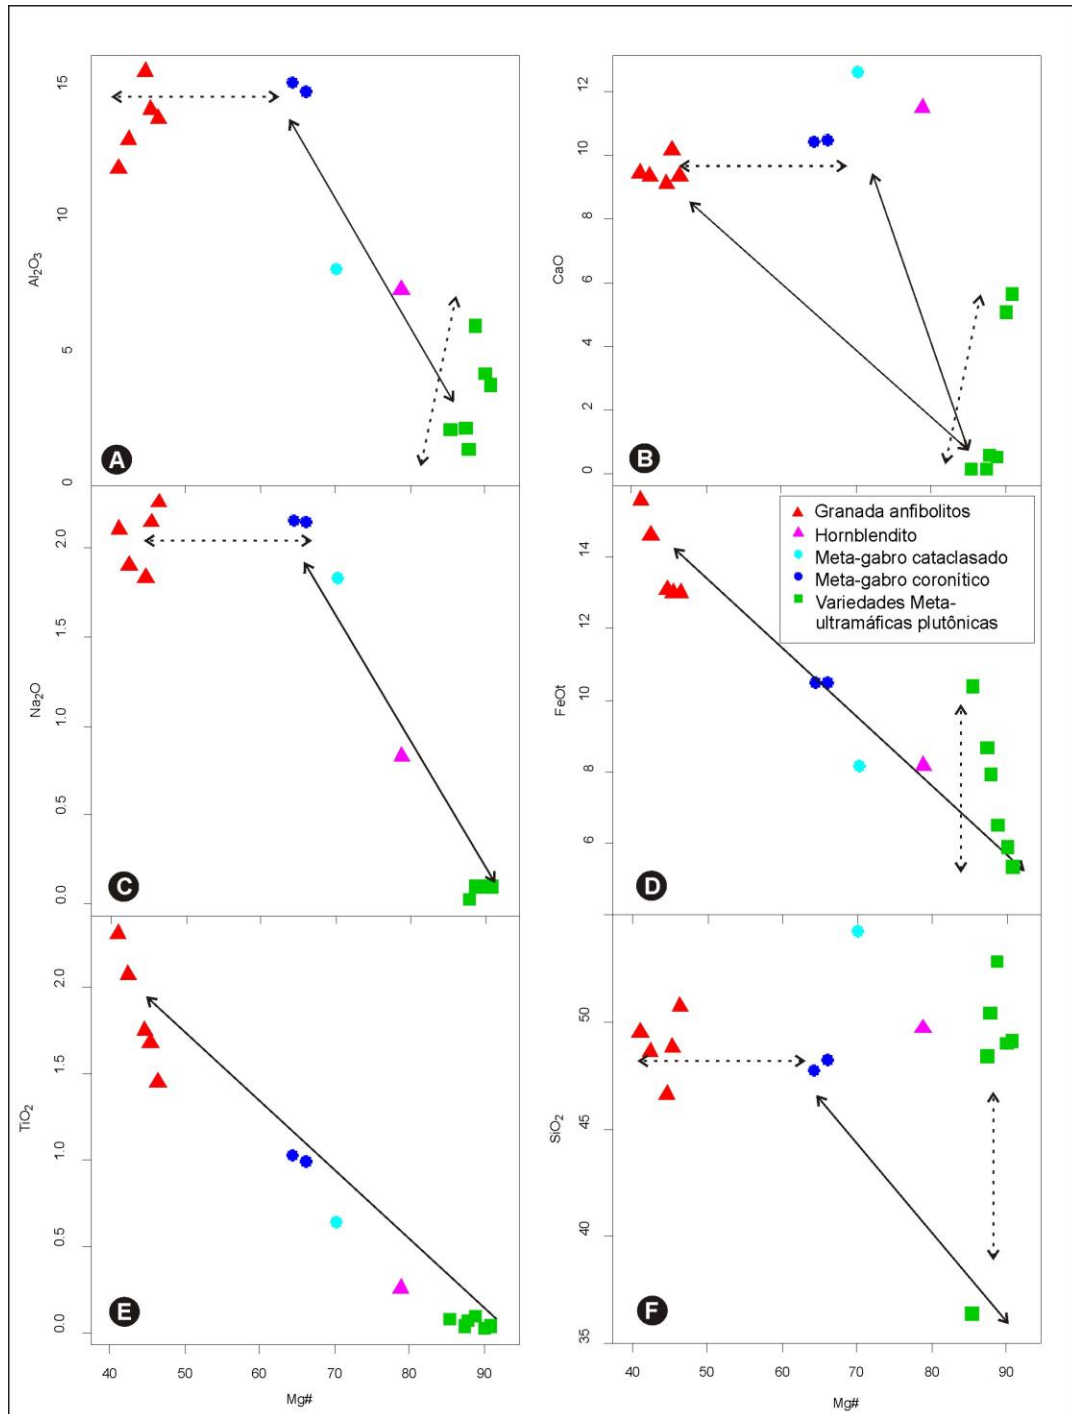 15
10
5
0
Al2O3
A
12
10
8
6
4
2
0
CaO
B
2.0
1.5
1.0
0.5
0.0
Na2O
C
14
12
10
8
6
FeOt
D
Granada anfibolitos
Hornblendito
Meta-gabro cataclasado
Meta-gabro coronítico
Variedades Meta-
ultramáficas plutônicas
2.0
1.5
1.0
0.5
0.0
TiO2
E
40 50 60 70 80 90
Mg#
50
45
40
35
SiO2
F
40 50 60 70 80 90
Mg#